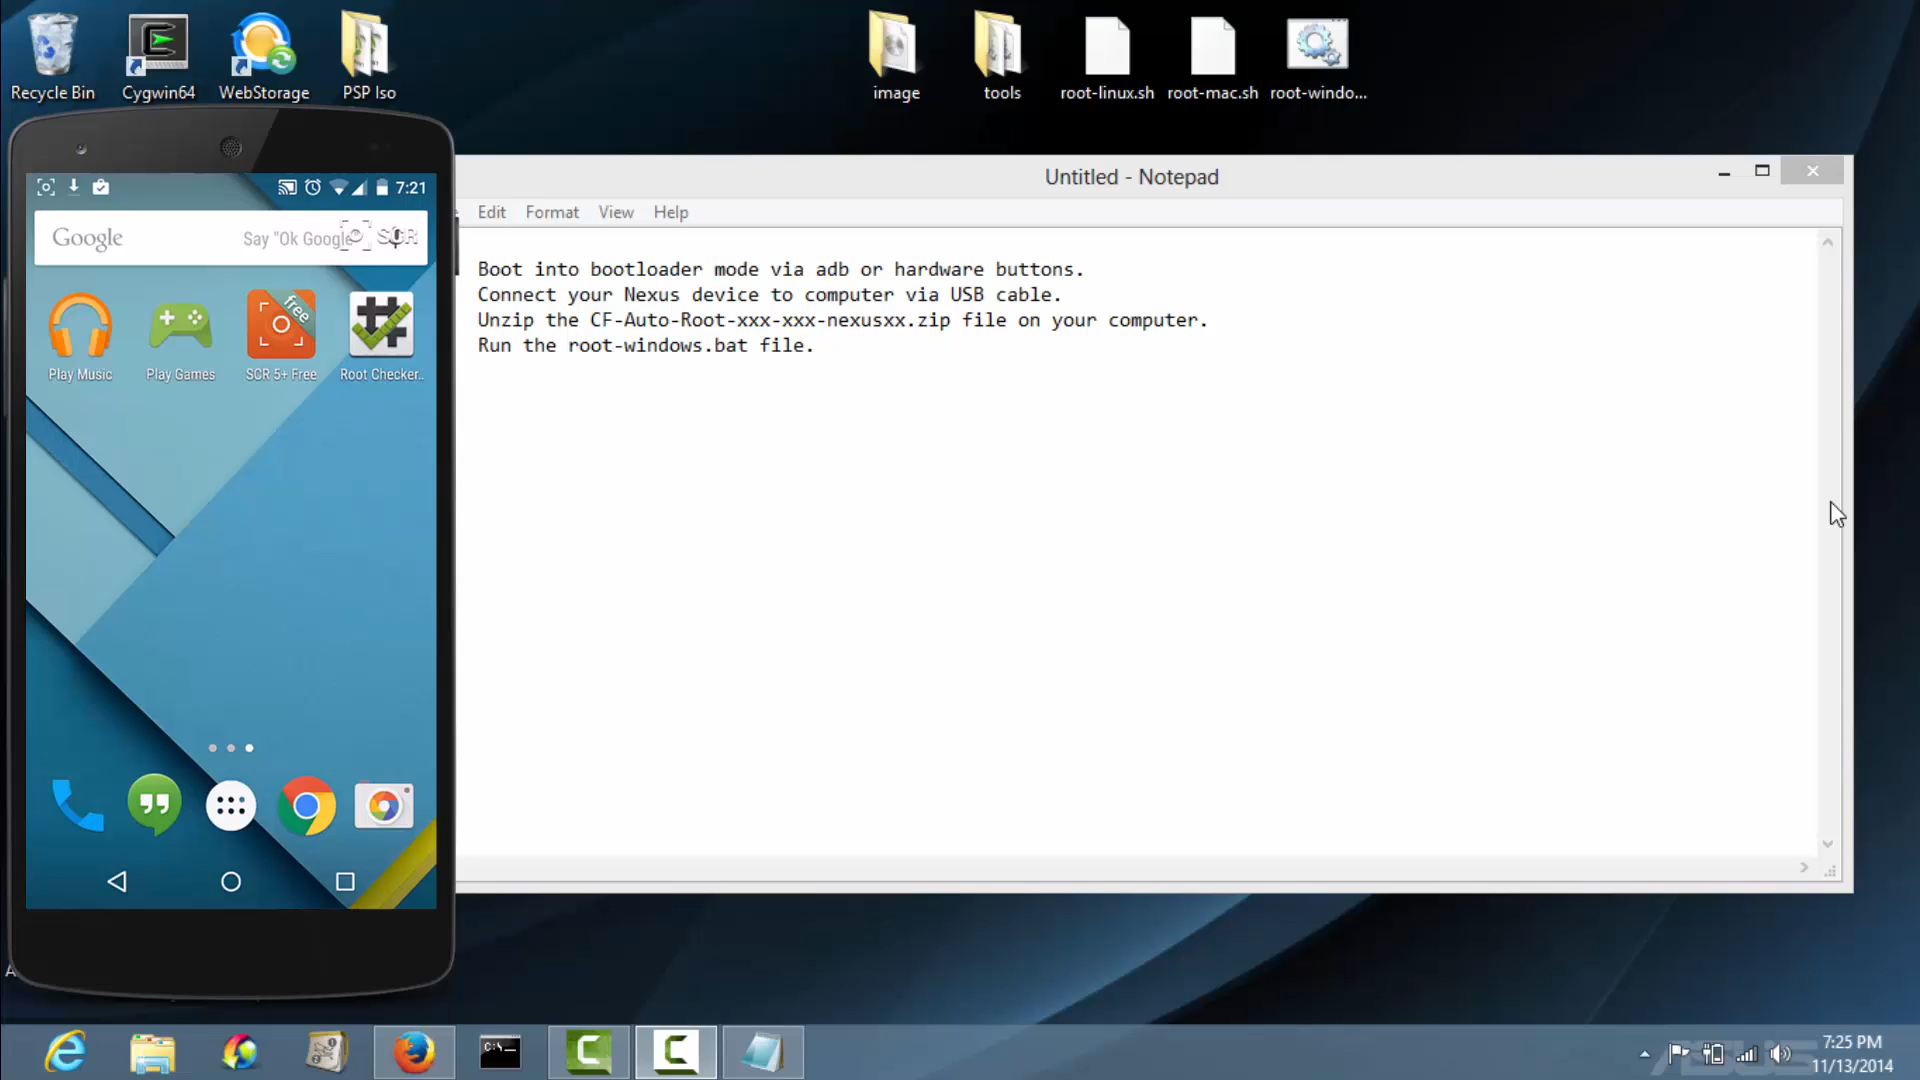 Recycle Bin
Cygwin64
WebStorage
PSP Iso
image
tools
root-linux.sh
root-mac.sh
root-windo...
7:21
Google
Say "Ok Google
SCR
Play Music
Play Games
free
SCR 5+ Free
Root Checker..
Untitled - Notepad
Edit Format View Help
Boot into bootloader mode via adb or hardware buttons.
Connect your Nexus device to computer via USB cable.
Unzip the CF-Auto-Root-xxx-xxx-nexusxx.zip file on your computer.
Run the root-windows.bat file.
A
C:\
ASUS
7:25 PM
11/13/2014